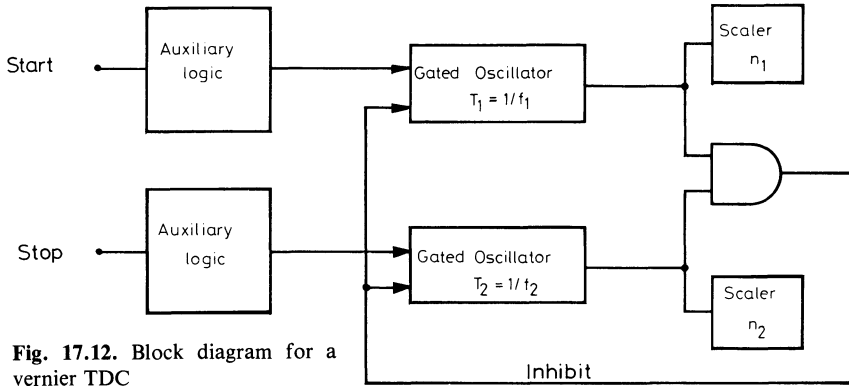 Start
Auxiliary
logic
Gated Oscillator
T₁ = 1/f₁
Scaler
n₁
Stop
Auxiliary
logic
Gated Oscillator
T₂ = 1/f₂
Scaler
n₂
Inhibit
Fig. 17.12. Block diagram for a
vernier TDC